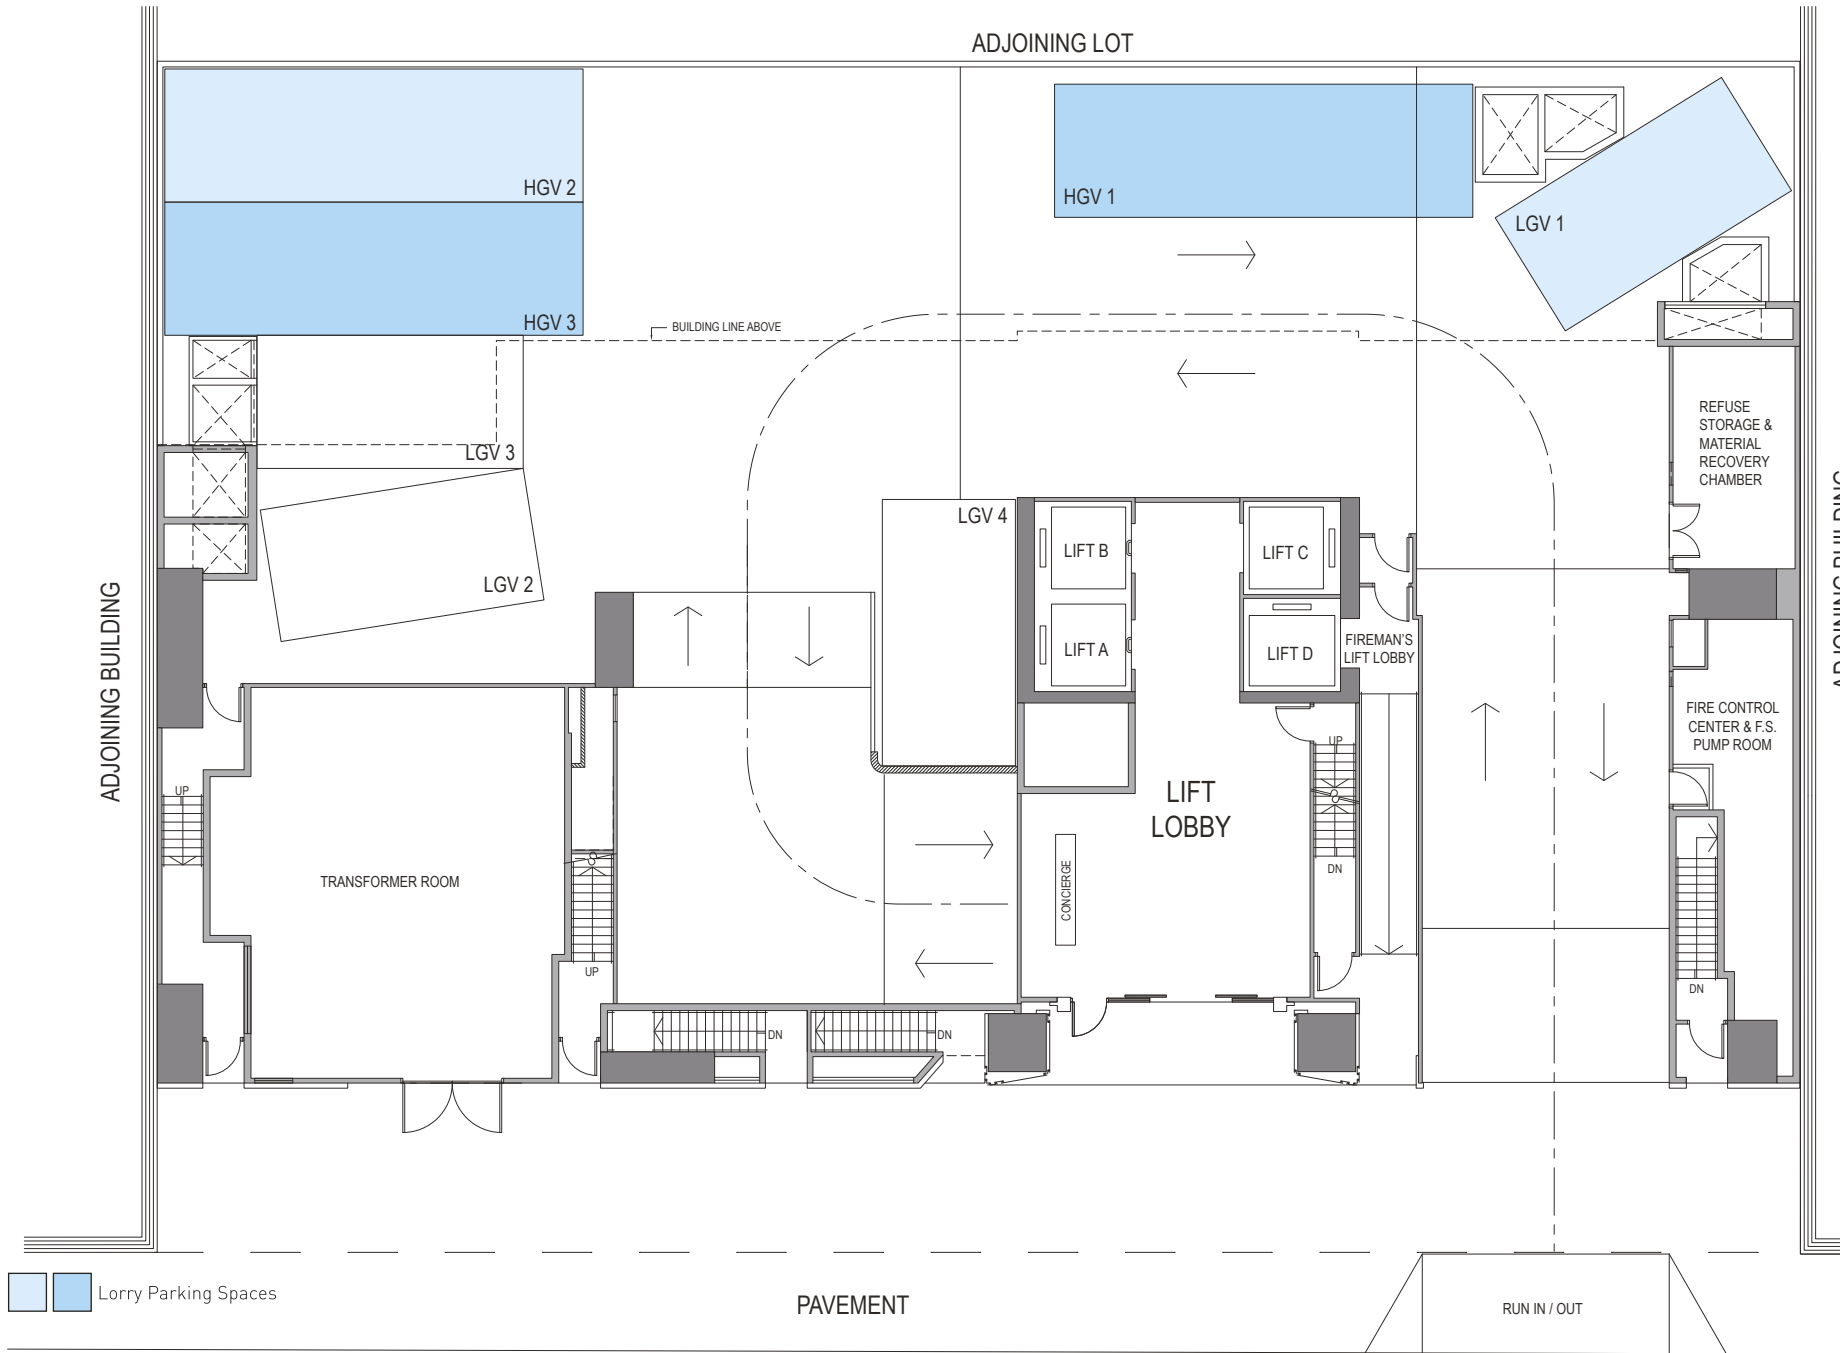 ADJOINING LOT
HGV 2
HGV 1
LGV 1
HGV 3
BUILDING LINE ABOVE
REFUSE
STORAGE &
MATERIAL
RECOVERY
CHAMBER
LGV 3
LGV 4
LIFT B
LIFT C
LGV 2
ADJOINING BUILDING
ADJOINING BUILDING
LIFT A
LIFT D
FIREMAN'S
LIFT LOBBY
FIRE CONTROL
CENTER & F.S.
PUMP ROOM
UP
UP
LIFT
LOBBY
TRANSFORMER ROOM
CONCIERGE
DN
UP
DN
DN
DN
Lorry Parking Spaces
PAVEMENT
RUN IN / OUT